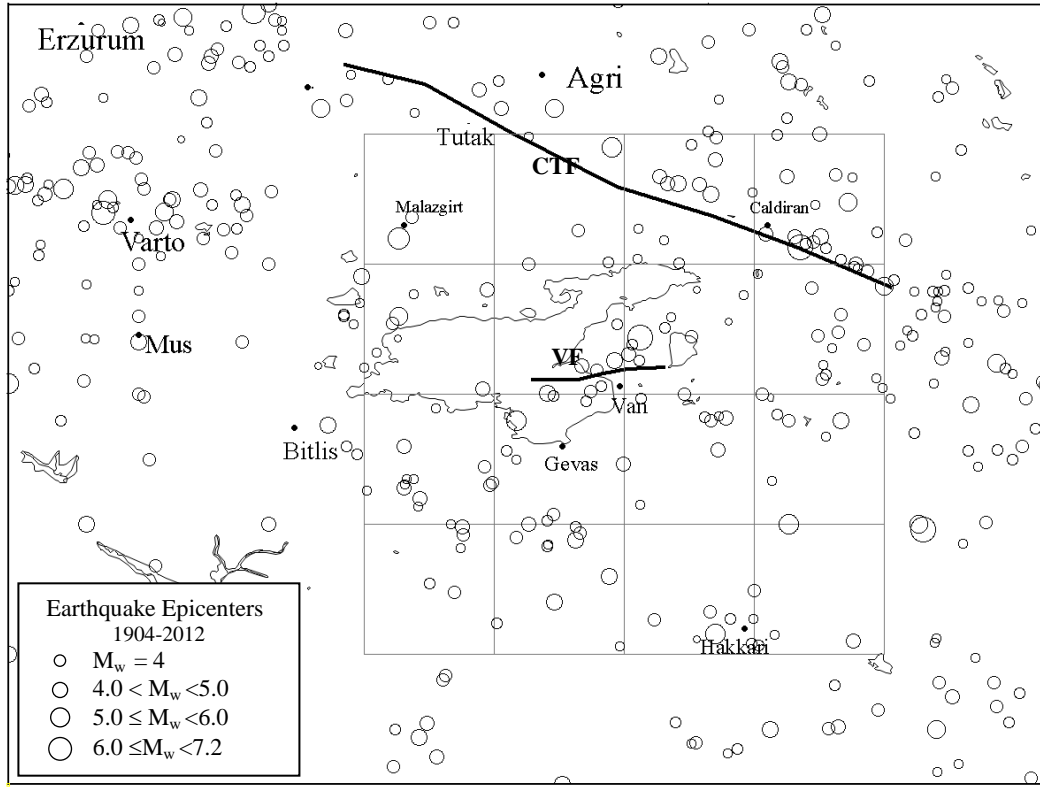 Erzurum
Agri
Tutak
CTF
Malazgirt
Caldiran
Varto
Mus
VF
Van
Bitlis
Gevas
Hakkari
Earthquake Epicenters
1904-2012
Mw = 4
4.0 < Mw <5.0
5.0 ≤ Mw <6.0
6.0 ≤Mw <7.2